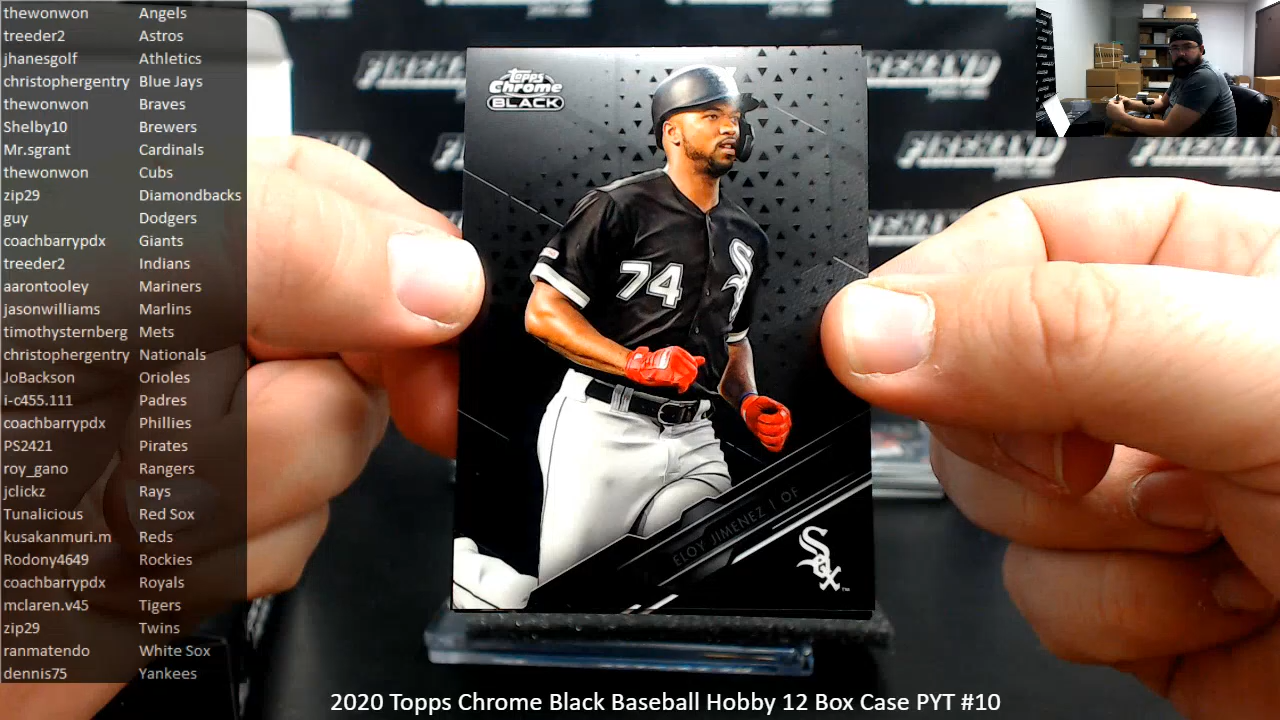 thewonwon Angels
treeder2 Astros
jhanesgolf Athletics
christophergentry Blue Jays
thewonwon Braves
Shelby10 Brewers
Mr.sgrant Cardinals
thewonwon Cubs
zip29 Diamondbacks
guy Dodgers
coachbarrypdx Giants
treeder2 Indians
aarontooley Mariners
jasonwilliams Marlins
timothysternberg Mets
christophergentry Nationals
JoBackson Orioles
i-c455.111 Padres
coachbarrypdx Phillies
PS2421 Pirates
roy_gano Rangers
jclickz Rays
Tunalicious Red Sox
kusakanmuri.m Reds
Rodony4649 Rockies
coachbarrypdx Royals
mclaren.v45 Tigers
zip29 Twins
ranmatendo White Sox
dennis75 Yankees
Topps
Chrome
BLACK
74
Sox
ELOY JIMENEZ | OF
Sox
TM
2020 Topps Chrome Black Baseball Hobby 12 Box Case PYT #10